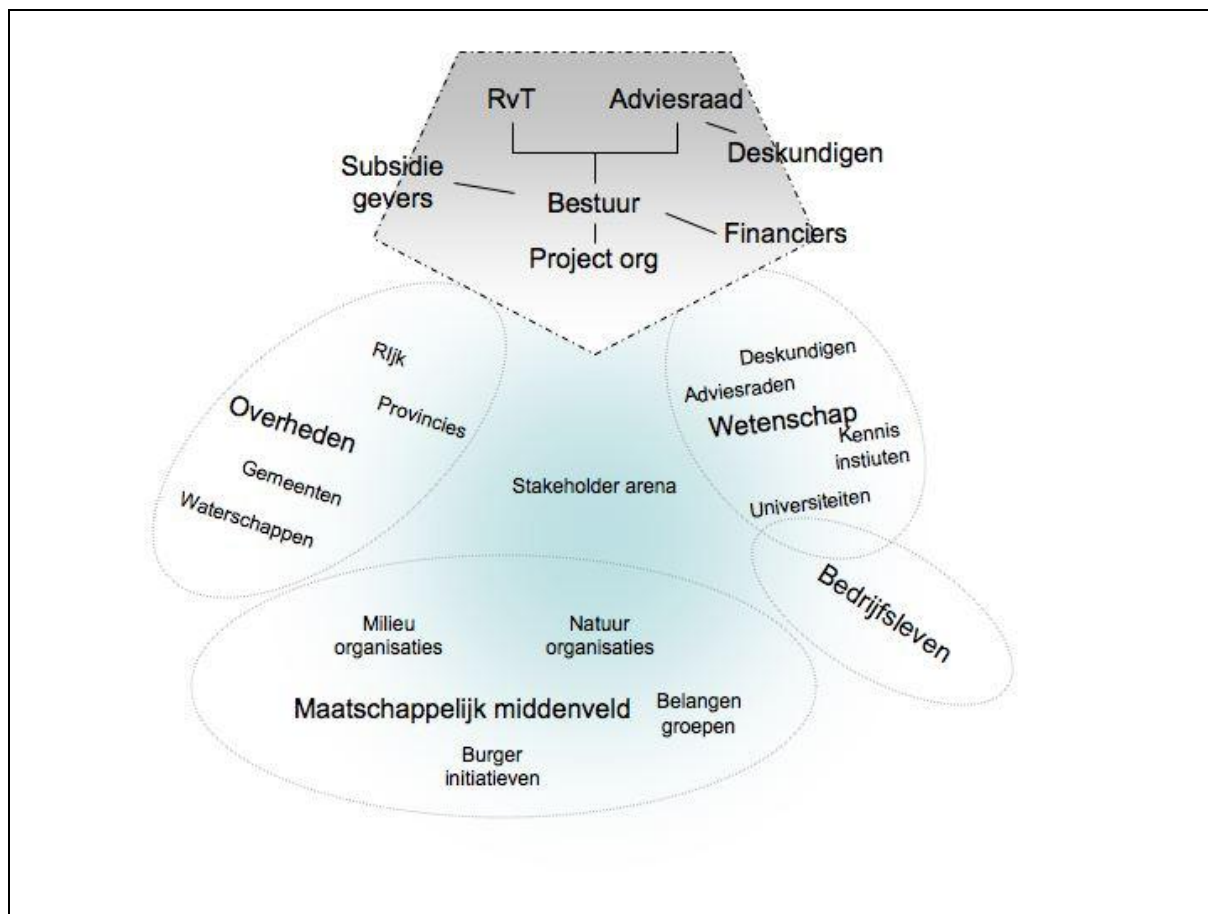 RvT
Adviesraad
Deskundigen
Subsidie
gevers
Bestuur
Financiers
Project org
RIjk
Provincies
Overheden
Gemeenten
Waterschappen
Deskundigen
Adviesraden
Wetenschap
Kennis
instiuten
Universiteiten
Stakeholder arena
Bedrijfsleven
Milieu
organisaties
Natuur
organisaties
Maatschappelijk middenveld
Belangen
groepen
Burger
initiatieven